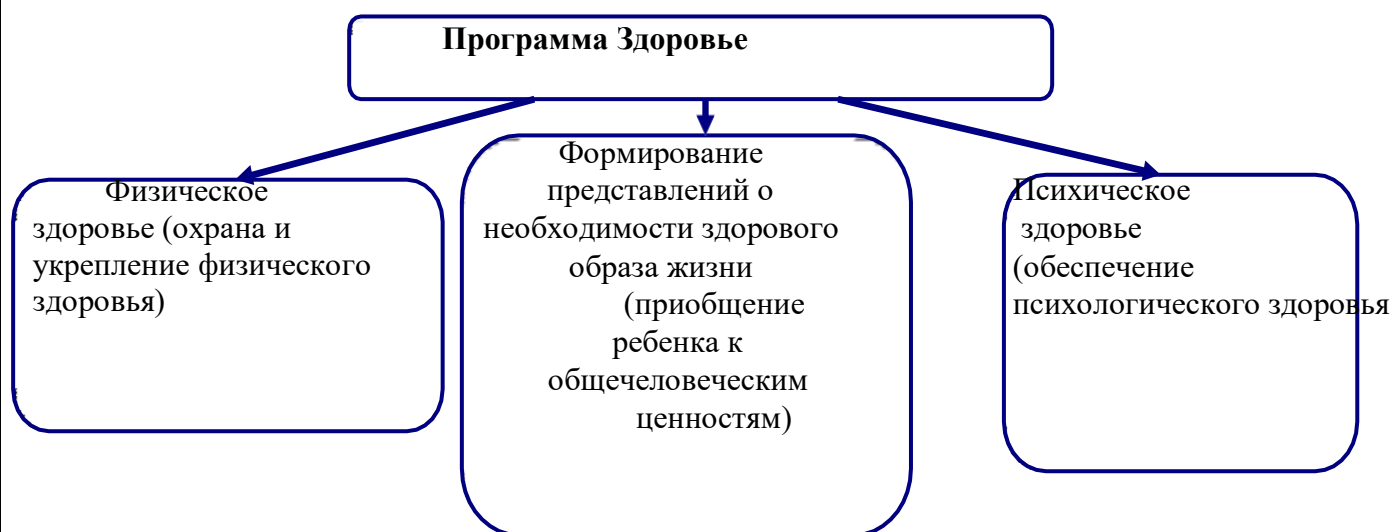 Программа Здоровье
Физическое
здоровье (охрана и
укрепление физического
здоровья)
Формирование
представлений о
необходимости здорового
образа жизни
(приобщение
ребенка к
общечеловеческим
ценностям)
Психическое
здоровье
(обеспечение
психологического здоровья